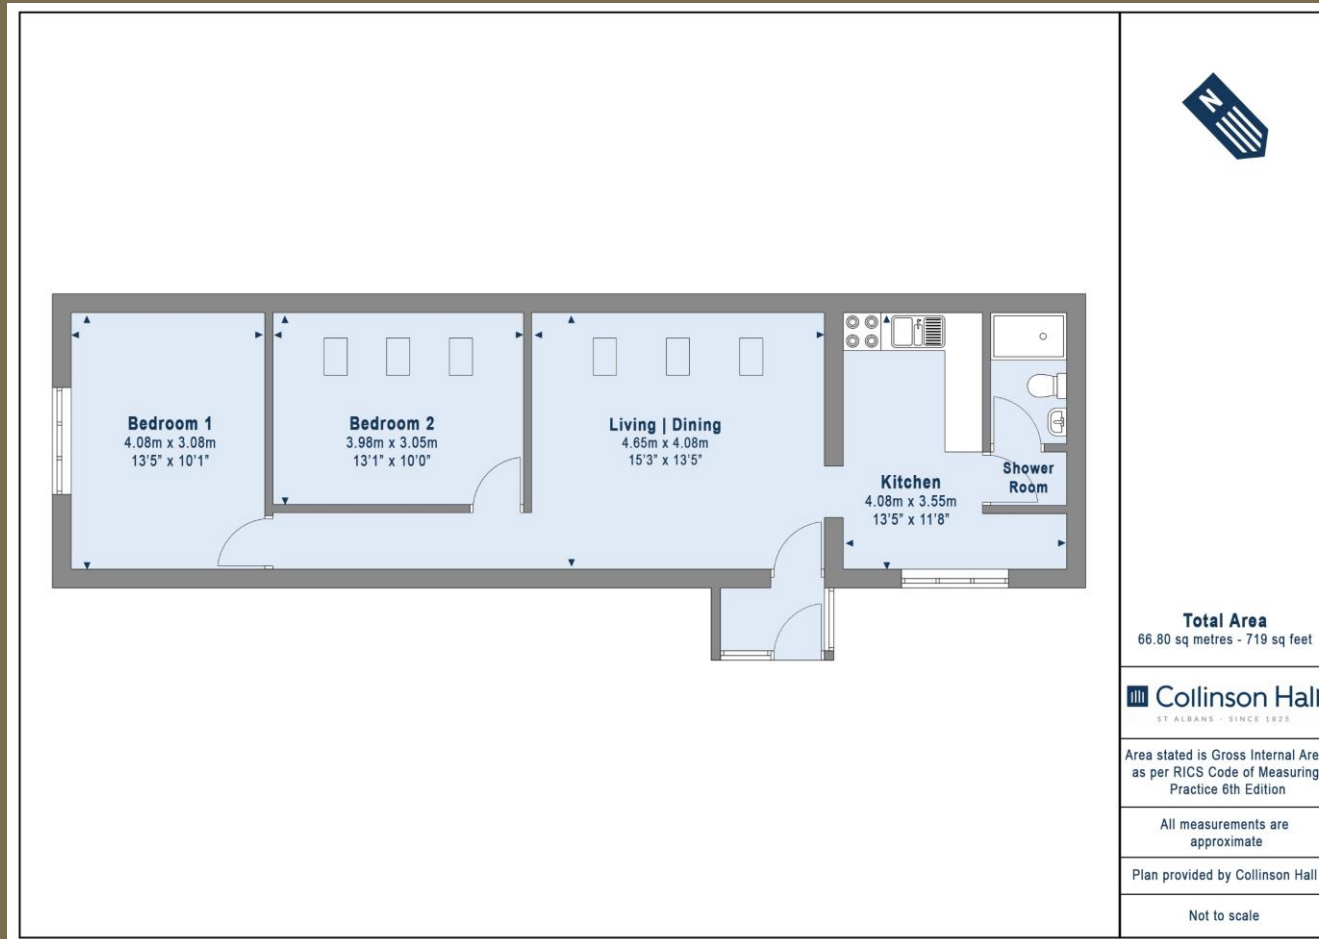 N
Bedroom 1
4.08m x 3.08m
13'5" x 10'1"
Bedroom 2
3.98m x 3.05m
13'1" x 10'0"
Living | Dining
4.65m x 4.08m
15'3" x 13'5"
Kitchen
4.08m x 3.55m
13'5" x 11'8"
Shower
Room
Total Area
66.80 sq metres - 719 sq feet
Collinson Hall
ST ALBANS - SINCE 1825
Area stated is Gross Internal Are
as per RICS Code of Measuring
Practice 6th Edition
All measurements are
approximate
Plan provided by Collinson Hall
Not to scale